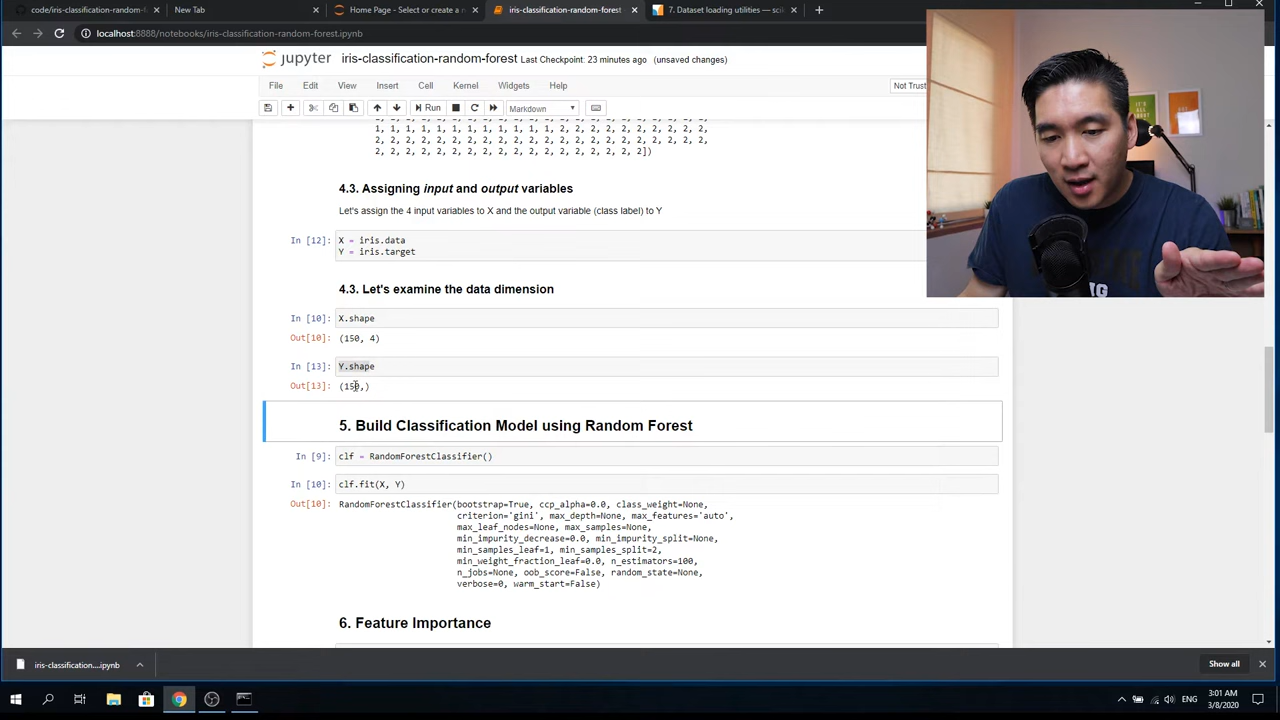 code/iris-classification-random-f
New Tab
Home Page - Select or create a n
iris-classification-random-forest
7. Dataset loading utilities — sci
localhost:8888/notebooks/iris-classification-random-forest.ipynb
jupyter iris-classification-random-forest Last Checkpoint: 23 minutes ago (unsaved changes)
File Edit View Insert Cell Kernel Widgets Help
Not Trust
Run
Markdown
1, 1, 1, 1, 1, 1, 1, 1, 1, 1, 1, 1, 2, 2, 2, 2, 2, 2, 2, 2, 2, 2,
2, 2, 2, 2, 2, 2, 2, 2, 2, 2, 2, 2, 2, 2, 2, 2, 2, 2, 2, 2, 2, 2,
2, 2, 2, 2, 2, 2, 2, 2, 2, 2, 2, 2, 2, 2, 2, 2, 2, 2])
4.3. Assigning input and output variables
Let's assign the 4 input variables to X and the output variable (class label) to Y
In [12]: X = iris.data
Y = iris.target
4.3. Let's examine the data dimension
In [10]: X.shape
Out[10]: (150, 4)
In [13]: Y.shape
Out[13]: (150,)
5. Build Classification Model using Random Forest
In [9]: clf = RandomForestClassifier()
In [10]: clf.fit(X, Y)
Out[10]: RandomForestClassifier(bootstrap=True, ccp_alpha=0.0, class_weight=None,
criterion='gini', max_depth=None, max_features='auto',
max_leaf_nodes=None, max_samples=None,
min_impurity_decrease=0.0, min_impurity_split=None,
min_samples_leaf=1, min_samples_split=2,
min_weight_fraction_leaf=0.0, n_estimators=100,
n_jobs=None, oob_score=False, random_state=None,
verbose=0, warm_start=False)
6. Feature Importance
iris-classification....ipynb
Show all
ENG
3:01 AM
3/8/2020